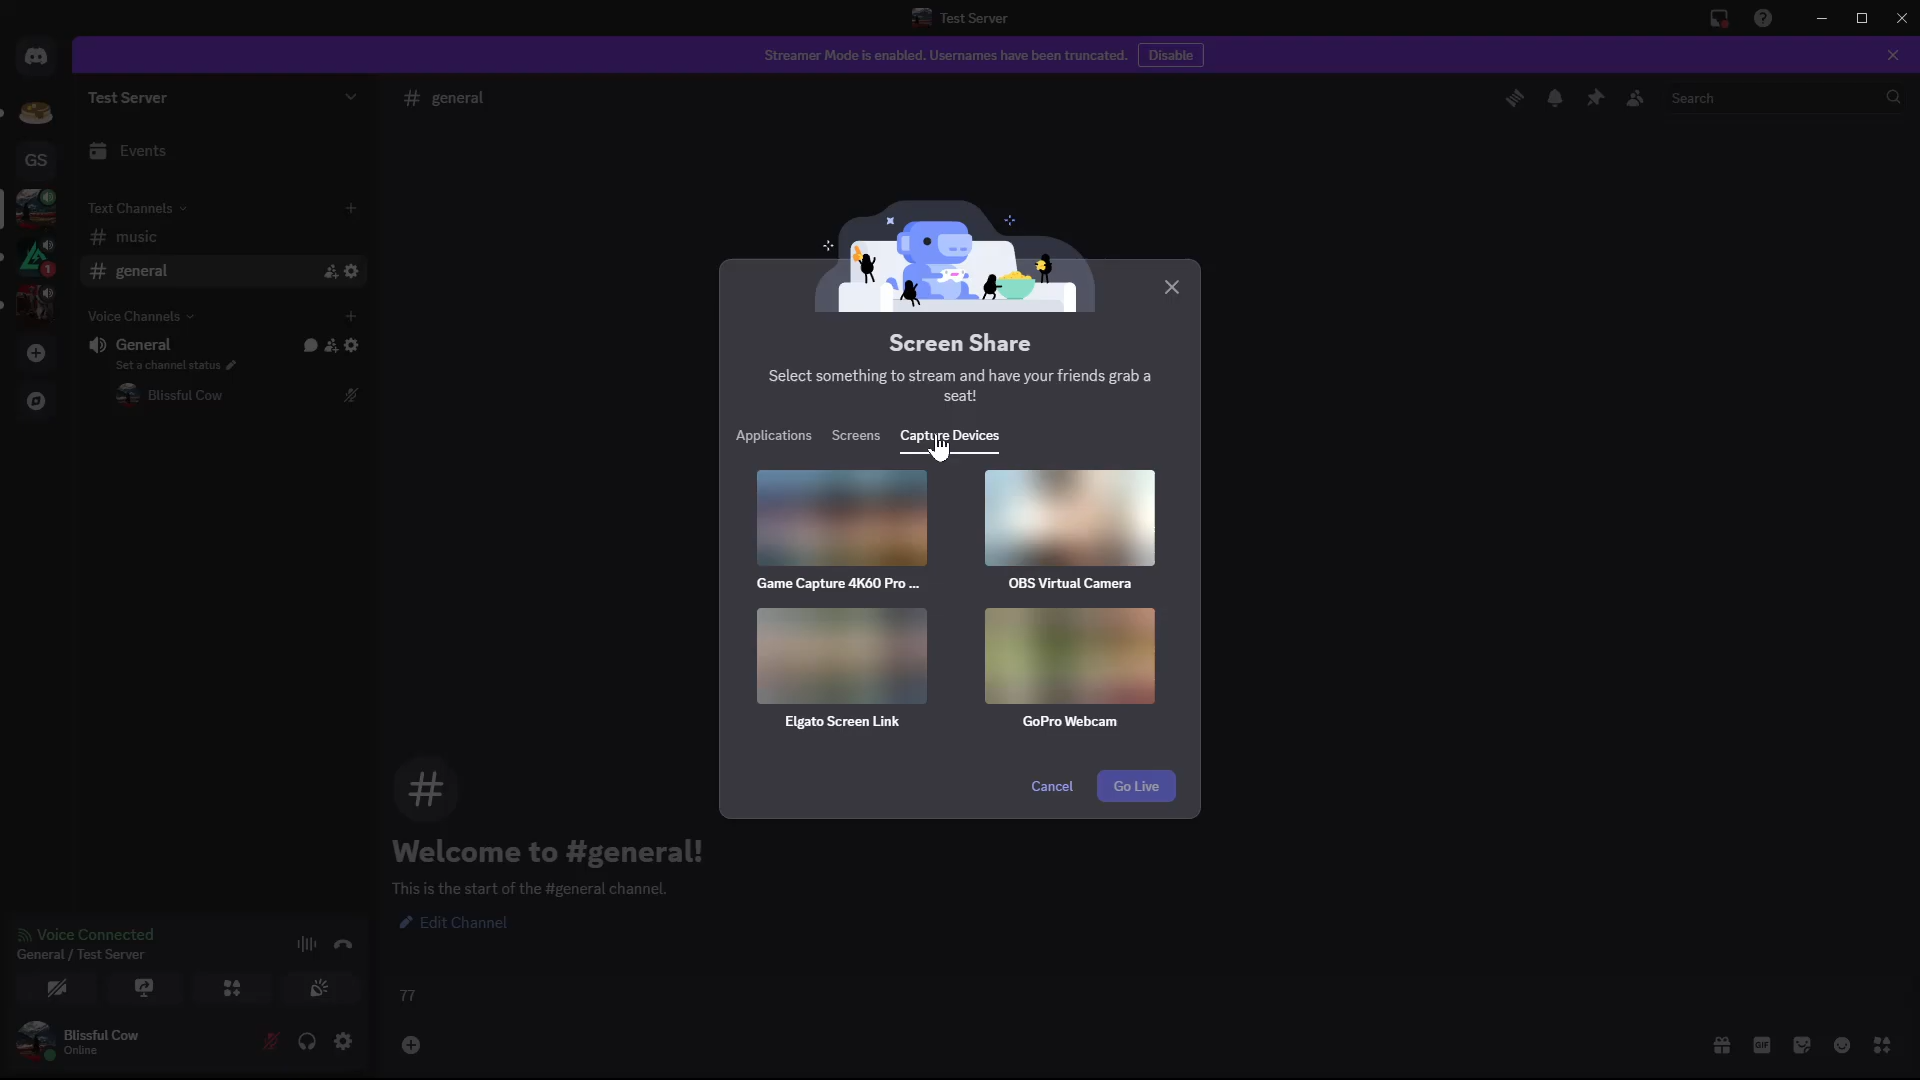 Test Server
Streamer Mode is enabled. Usernames have been truncated.
Disable
Test Server
general
Search
Events
GS
Text Channels
music
1
general
Voice Channels
General
Set a channel status
Blissful Cow
Screen Share
Select something to stream and have your friends grab a
seat!
Applications
Screens
Capture Devices
Game Capture 4K60 Pro ...
OBS Virtual Camera
Elgato Screen Link
GoPro Webcam
Cancel
Go Live
#
Welcome to #general!
This is the start of the #general channel.
Edit Channel
Voice Connected
General / Test Server
77
Blissful Cow
Online
GIF